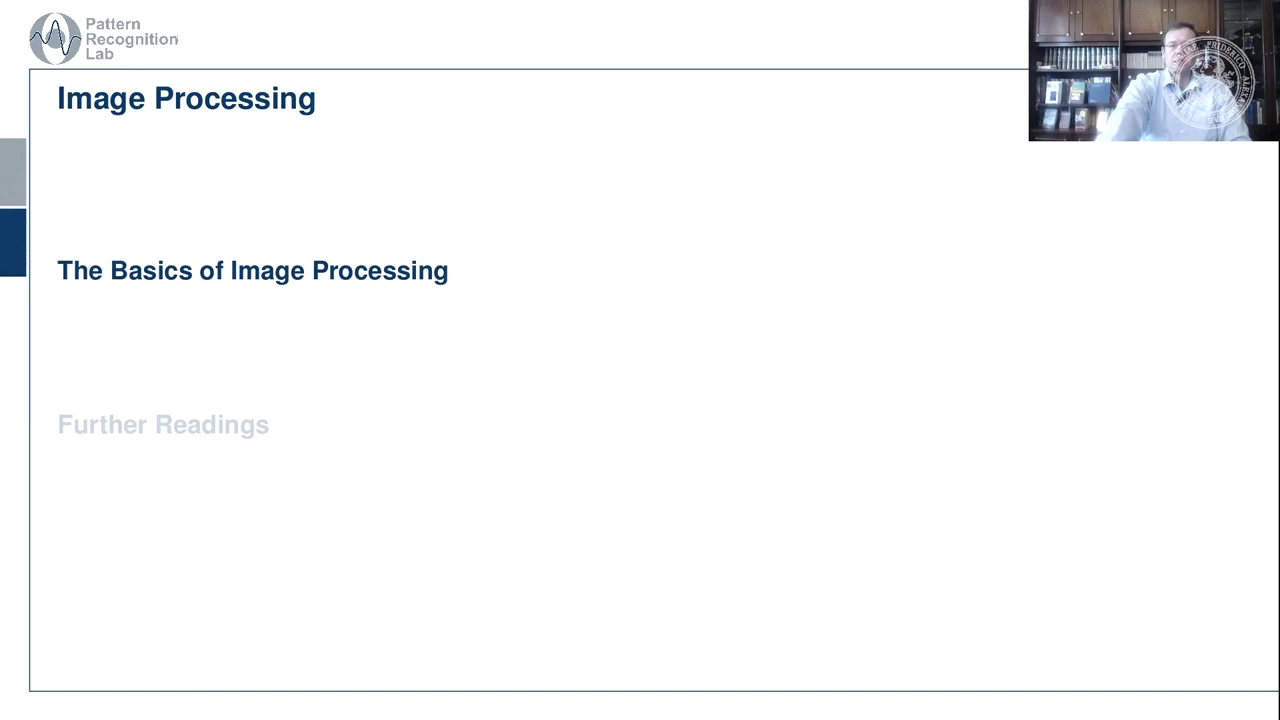 Pattern
Recognition
Lab
Image Processing
The Basics of Image Processing
Further Readings